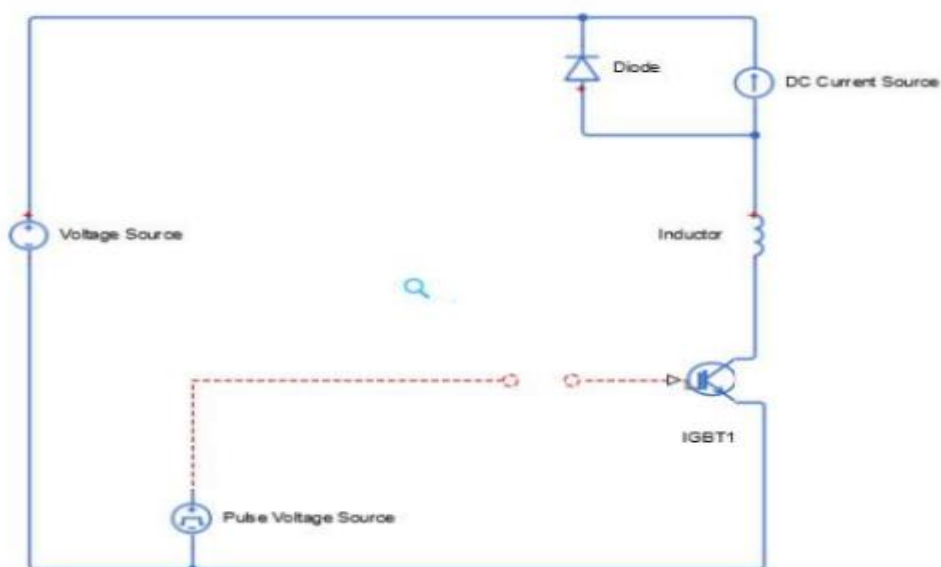 Diode
DC Current Source
Voltage Source
Inductor
IGBT1
Pulse Voltage Source